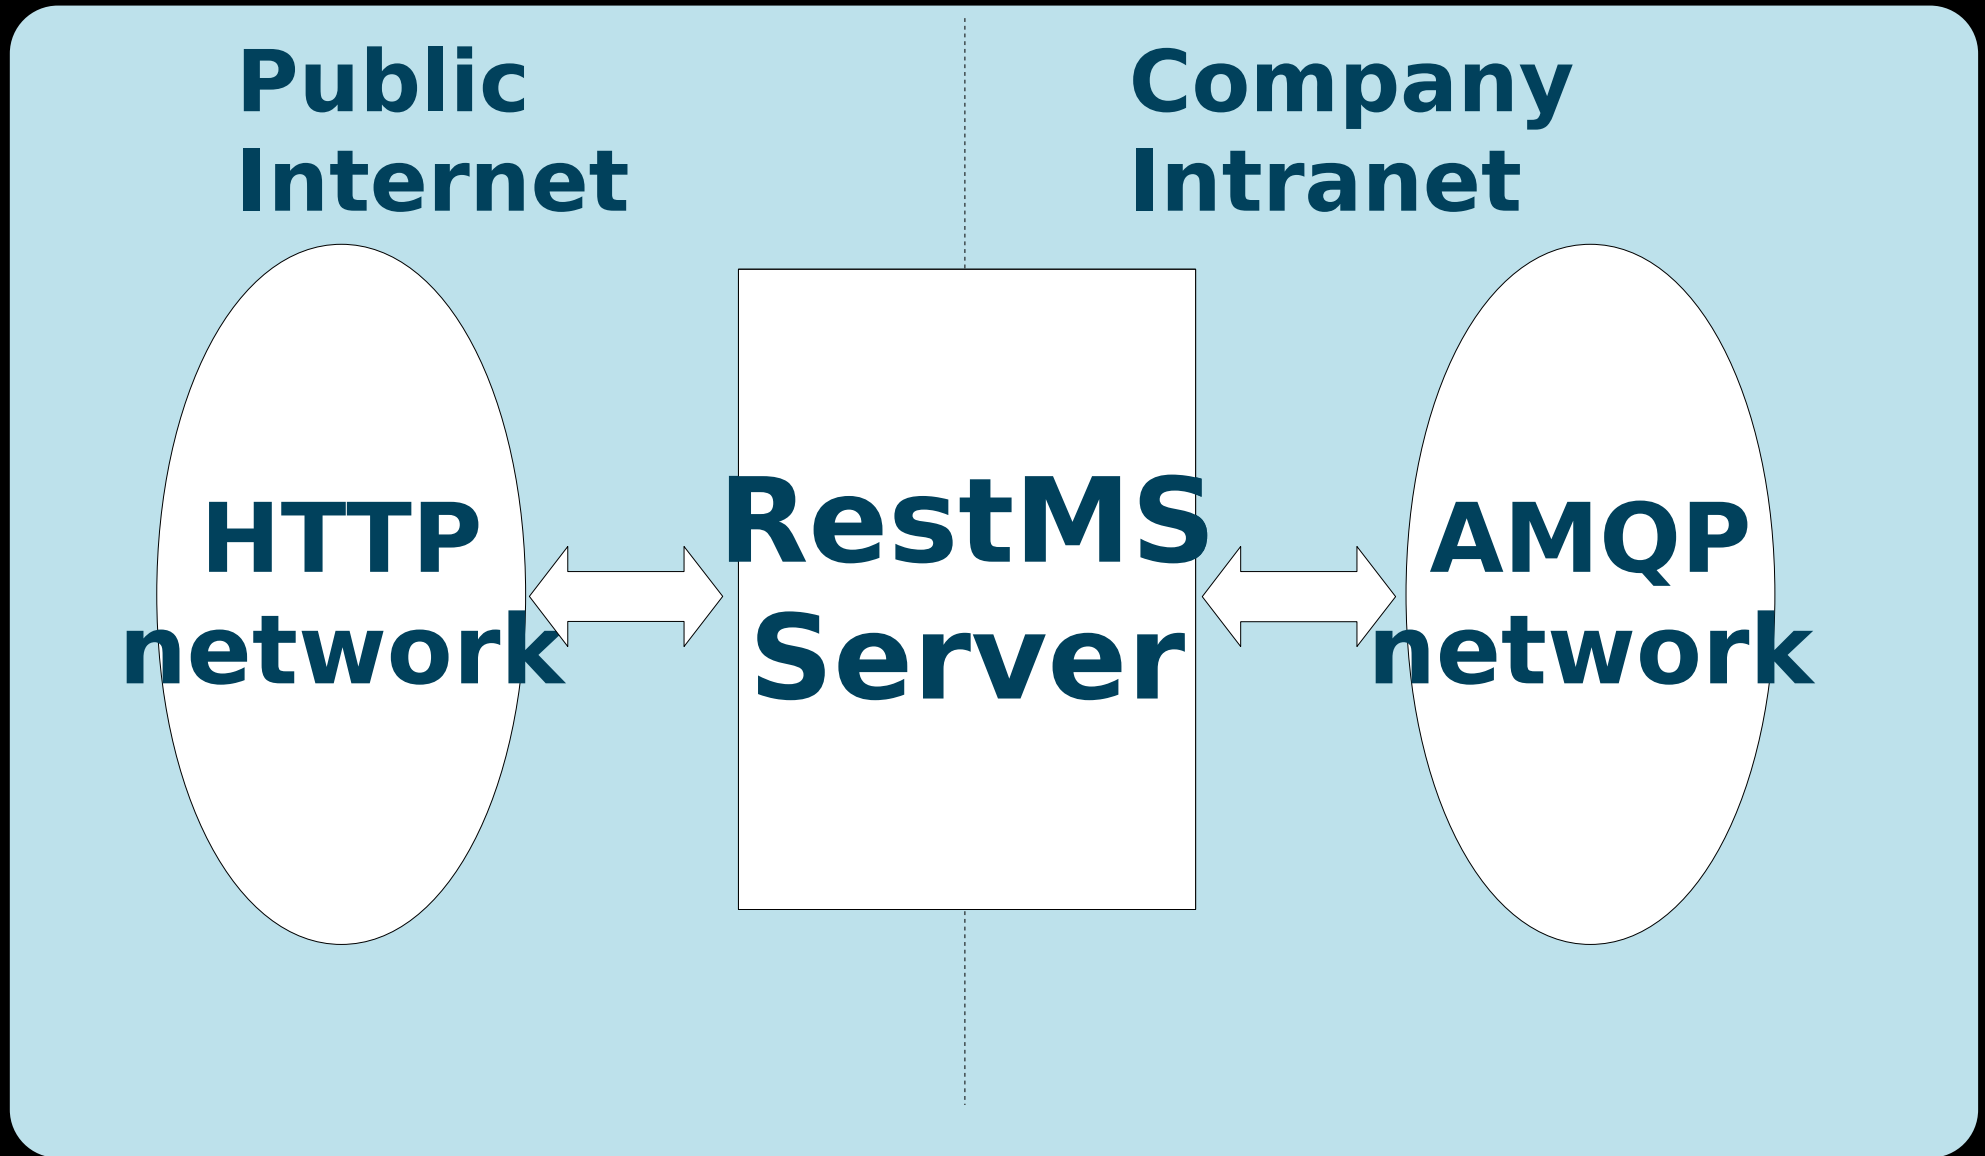 Public
Internet
Company
Intranet
HTTP
network
RestMS
Server
AMQP
network